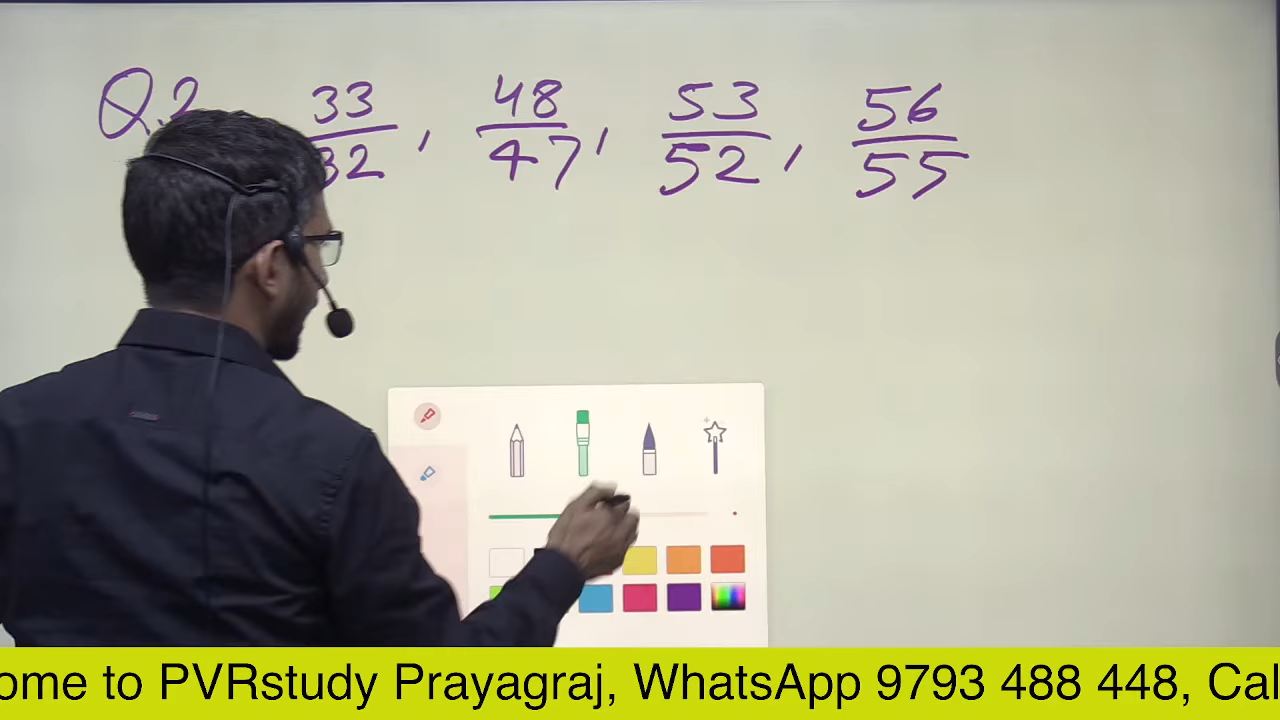 Q.2 33/32, 48/47, 53/52, 56/55
ome to PVRstudy Prayagraj, WhatsApp 9793 488 448, Cal